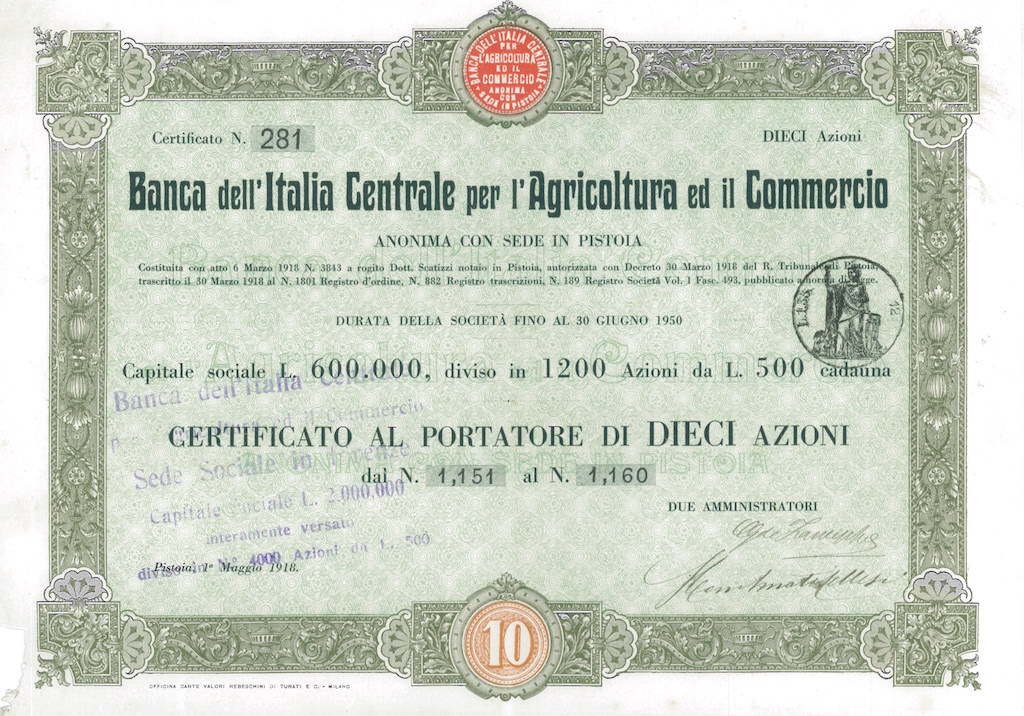 BANCA DELL'ITALIA CENTRALE
PER
L'AGRICOLTURA
ED IL
COMMERCIO
ANONIMA
CON
SEDE IN PISTOIA
Certificato N. 281
DIECI Azioni
Banca dell'Italia Centrale per l'Agricoltura ed il Commercio
ANONIMA CON SEDE IN PISTOIA
Costituita con atto 6 Marzo 1918 N. 3843 a rogito Dott. Scatizzi notaio in Pistoia, autorizzata con Decreto 30 Marzo 1918 del R. Tribunale di Pistoia,
trascritto il 30 Marzo 1918 al N. 1801 Registro d'ordine, N. 882 Registro trascrizioni, N. 189 Registro Società Vol. 1 Fasc. 493, pubblicato a norma di legge.
DURATA DELLA SOCIETÀ FINO AL 30 GIUGNO 1950
Capitale sociale L. 600.000, diviso in 1200 Azioni da L. 500 cadauna
Banca dell'Italia Centrale
ed il Commercio
CERTIFICATO AL PORTATORE DI DIECI AZIONI
Sede Sociale in Firenze
dai N. 1,151 al N. 1,160
Capitale sociale L. 2.000.000
interamente versato
diviso in N.º 4000 Azioni da L. 500
DUE AMMINISTRATORI
Pistoia, 1º Maggio 1918.
10
OFFICINA CARTE VALORI REBESCHINI DI TURATI E C. - MILANO